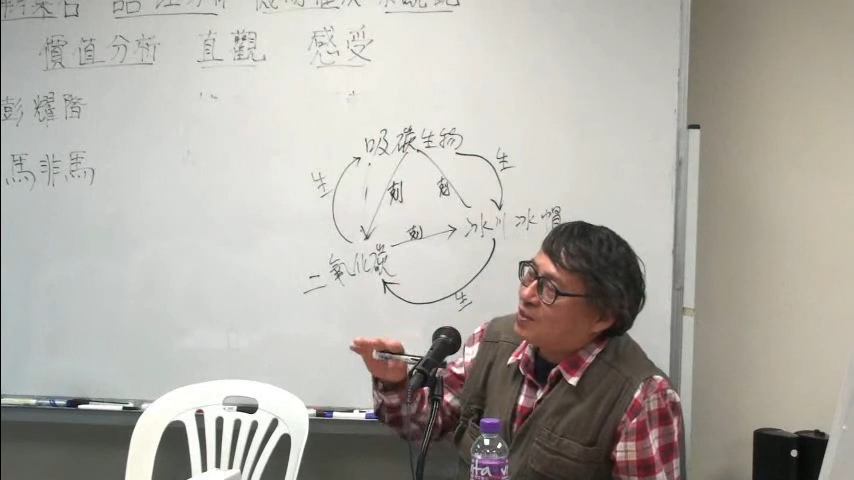 價值分析 直觀 感受
彭耀階
馬非馬
吸碳生物
生
生
剋
剋
剋
冰川冰帽
二氧化碳
生